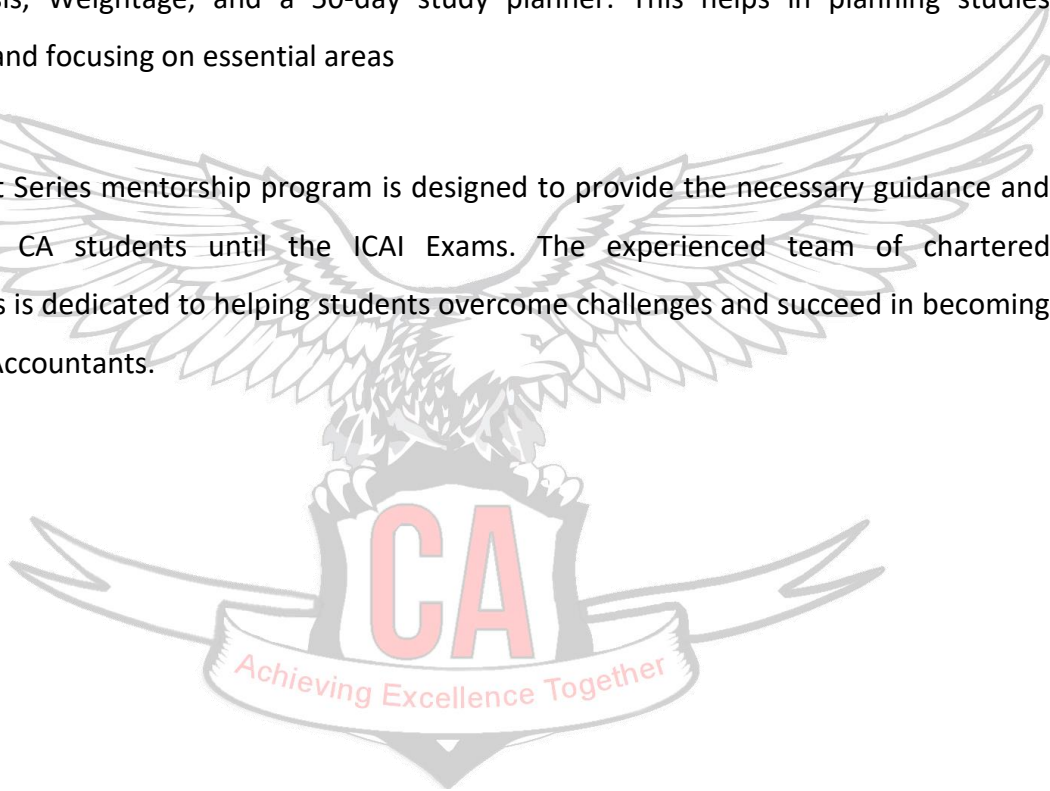 Weightage, and a 30-day study planner. This helps in planning studies
and focusing on essential areas
Series mentorship program is designed to provide the necessary guidance and
CA students until the ICAI Exams. The experienced team of chartered
is dedicated to helping students overcome challenges and succeed in becoming
Accountants.
CA
Achieving Excellence Together